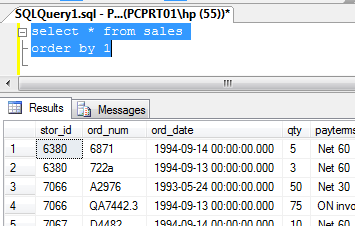 SQLQuery1.sql - P...(PCPRT01\hp (55))*
select * from sales
order by 1
Results Messages
stor_id ord_num ord_date qty payterms
1 6380 6871 1994-09-14 00:00:00.000 5 Net 60
2 6380 722a 1994-09-13 00:00:00.000 3 Net 60
3 7066 A2976 1993-05-24 00:00:00.000 50 Net 30
4 7066 QA7442.3 1994-09-13 00:00:00.000 75 ON invo
5 7067 D4482 1994-09-14 00:00:00.000 10 Net 60